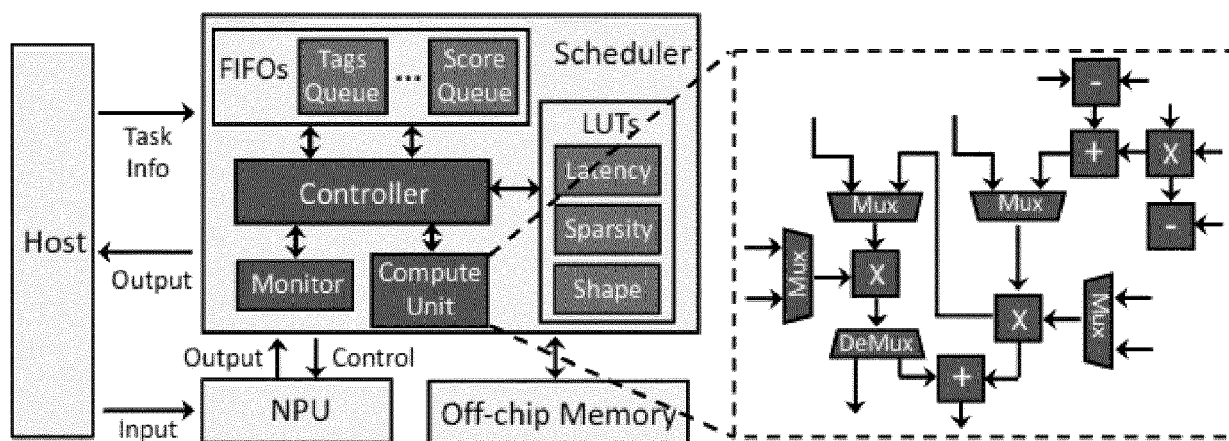 Host
Task
Info
Output
Input
Scheduler
FIFOs
Tags
Queue
...
Score
Queue
Controller
Monitor
Compute
Unit
LUTs
Latency
Sparsity
Shape
Output
Control
NPU
Off-chip Memory
-
+
X
-
Mux
Mux
Mux
X
X
Mux
DeMux
+